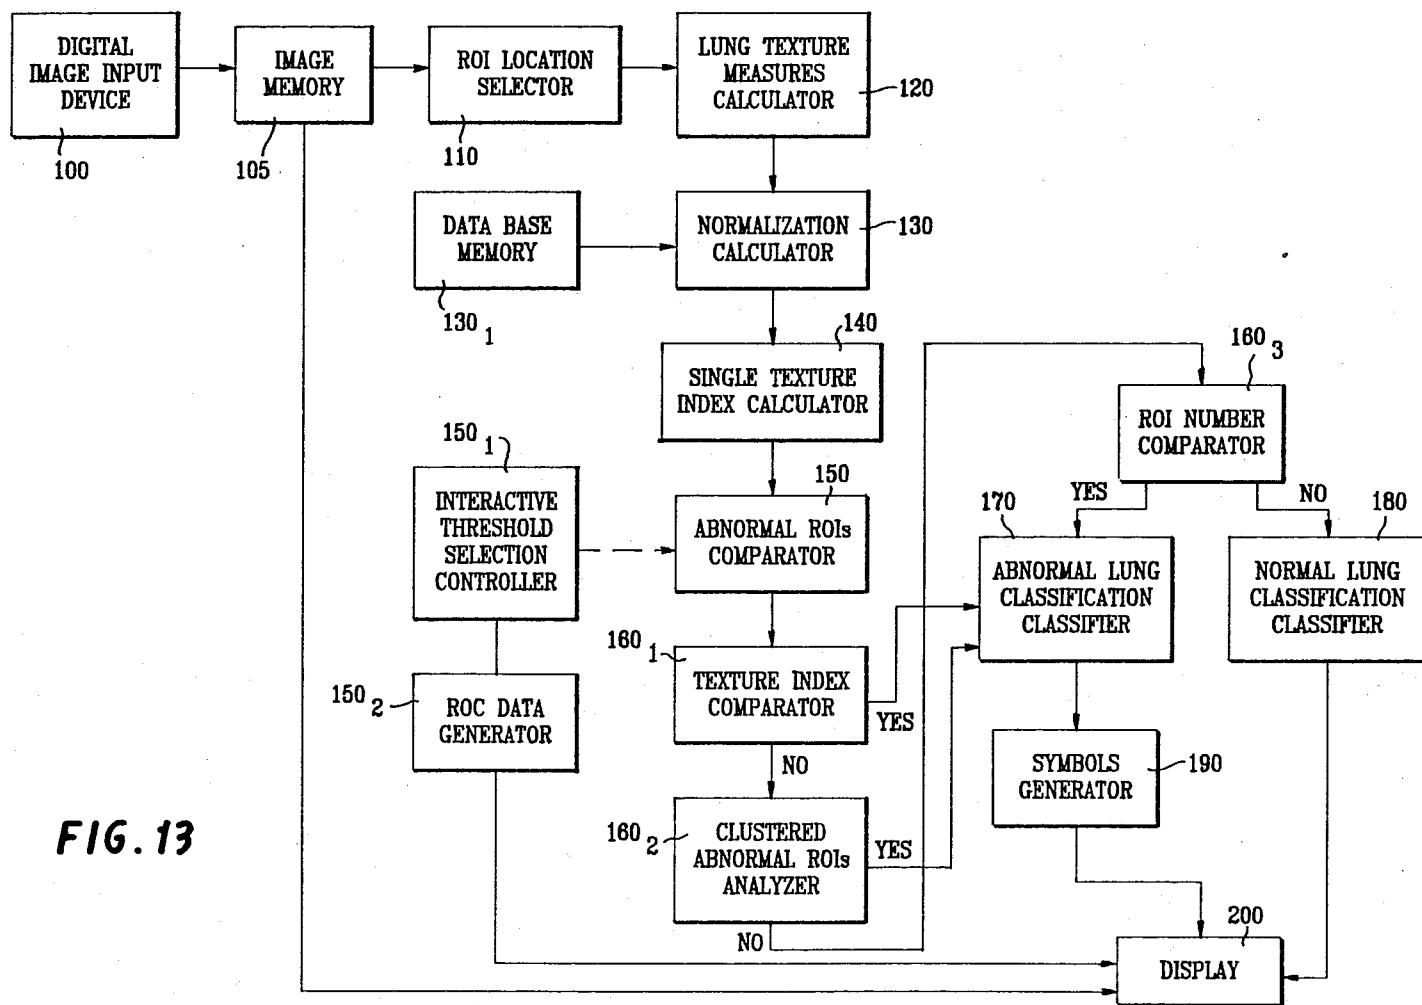 DIGITAL
IMAGE INPUT
DEVICE
100
IMAGE
MEMORY
105
ROI LOCATION
SELECTOR
110
LUNG TEXTURE
MEASURES
CALCULATOR
120
DATA BASE
MEMORY
130 1
NORMALIZATION
CALCULATOR
130
140
SINGLE TEXTURE
INDEX CALCULATOR
160 3
ROI NUMBER
COMPARATOR
YES
NO
150 1
INTERACTIVE
THRESHOLD
SELECTION
CONTROLLER
150
ABNORMAL ROIs
COMPARATOR
170
ABNORMAL LUNG
CLASSIFICATION
CLASSIFIER
180
NORMAL LUNG
CLASSIFICATION
CLASSIFIER
150 2
ROC DATA
GENERATOR
160 1
TEXTURE INDEX
COMPARATOR
YES
NO
SYMBOLS
GENERATOR
190
160 2
CLUSTERED
ABNORMAL ROIs
ANALYZER
YES
NO
200
DISPLAY
FIG. 13